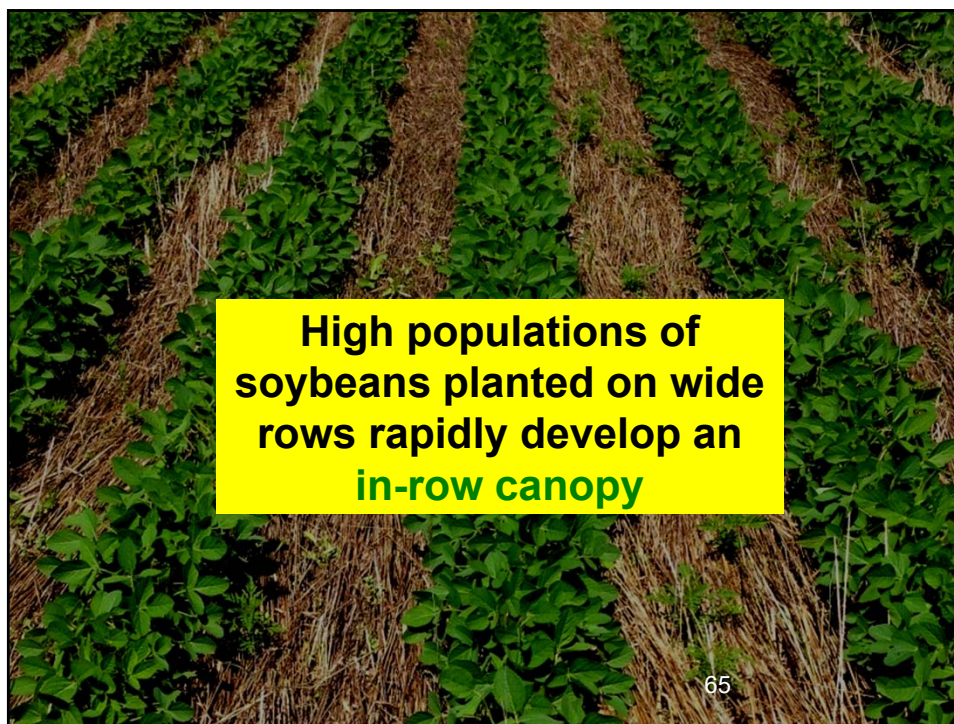 High populations of
soybeans planted on wide
rows rapidly develop an
in-row canopy
65